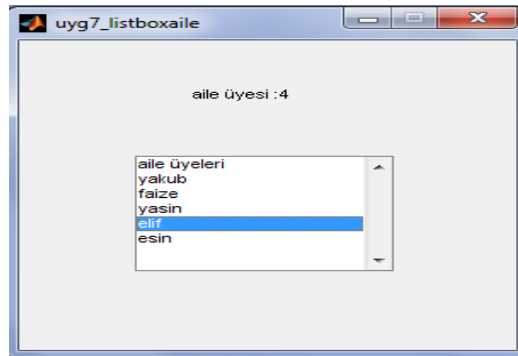 uyg7_listboxaile
aile üyesi :4
aile üyeleri
yakub
faize
yasin
elif
esin